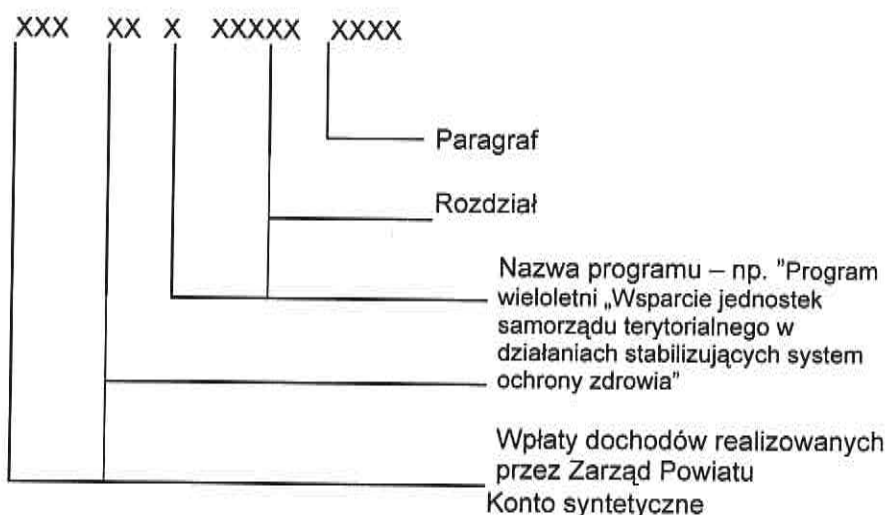 XXX XX X XXXXX XXXX
Paragraf
Rozdział
Nazwa programu – np. ”Program
wieloletni „Wsparcie jednostek
samorządu terytorialnego w
działaniach stabilizujących system
ochrony zdrowia”
Wpłaty dochodów realizowanych
przez Zarząd Powiatu
Konto syntetyczne